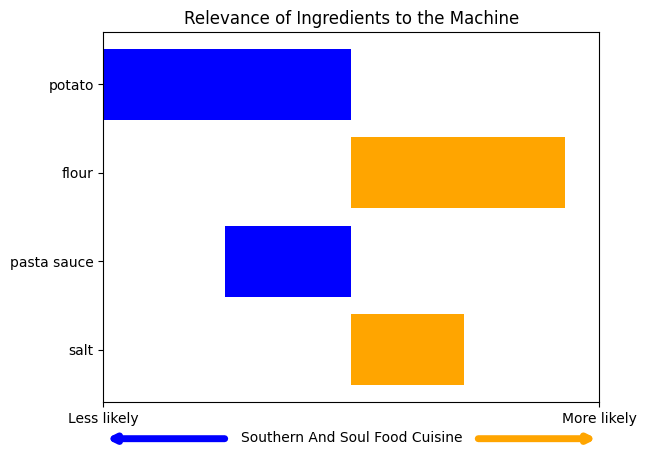 Relevance of Ingredients to the Machine
potato
flour
pasta sauce
salt
Less likely
More likely
Southern And Soul Food Cuisine